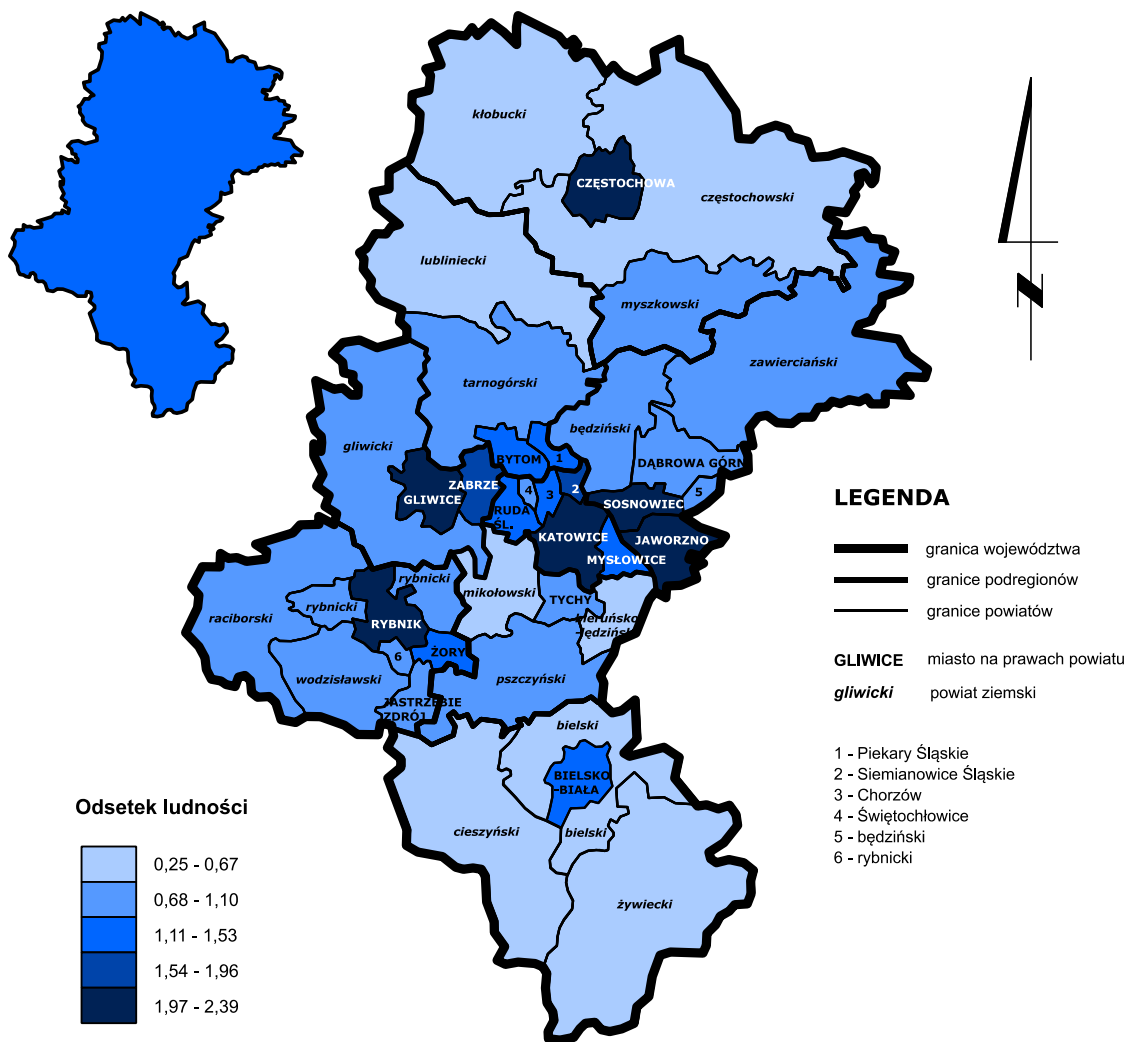 kłobucki
CZĘSTOCHOWA
częstochowski
lubliniecki
myszkowski
zawierciański
tarnogórski
będziński
gliwicki
BYTOM
1
DĄBROWA GÓRN
ZABRZE
GLIWICE
4
3
2
5
SOSNOWIEC
RUDA
ŚL.
KATOWICE
JAWORZNO
MYSŁOWICE
rybnicki
mikołowski
TYCHY
rybnicki
bieruńsko
-lędziński
raciborski
RYBNIK
6
ŻORY
wodzisławski
pszczyński
JASTRZĘBIE
ZDRÓJ
bielski
BIELSKO
-BIAŁA
cieszyński
bielski
żywiecki
N
LEGENDA
granica województwa
granice podregionów
granice powiatów
GLIWICE miasto na prawach powiatu
gliwicki powiat ziemski
1 - Piekary Śląskie
2 - Siemianowice Śląskie
3 - Chorzów
4 - Świętochłowice
5 - będziński
6 - rybnicki
Odsetek ludności
0,25 - 0,67
0,68 - 1,10
1,11 - 1,53
1,54 - 1,96
1,97 - 2,39